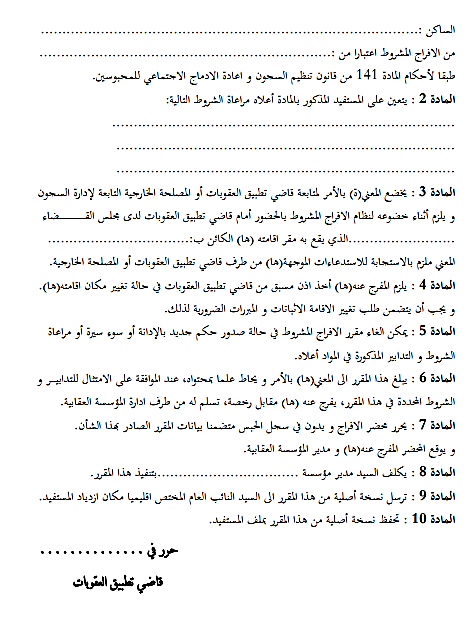 الساكن :................................................................................
من الافراج المشروط اعتبارا من :........................................................
طبقا لأحكام المادة 141 من قانون تنظيم السجون و اعادة الادماج الاجتماعي للمحبوسين.
المادة 2 : يتعين على المستفيد المذكور بالمادة أعلاه مراعاة الشروط التالية:
......................................................................
......................................................................
......................................................................
المادة 3 : يخضع المعني(ة) بالأمر لمتابعة قاضي تطبيق العقوبات أو المصلحة الخارجية التابعة لإدارة السجون
و يلزم أثناء خضوعه لنظام الافراج المشروط بالحضور أمام قاضي تطبيق العقوبات لدى مجلس القـــــــضاء
.........................الذي يقع به مقر اقامته (ها) الكائن ب:...........................
المعني ملزم بالاستجابة للاستدعاءات الموجهة(ها) من طرف قاضي تطبيق العقوبات أو المصلحة الخارجية.
المادة 4 : يلزم المفرج عنه(ها) أخذ اذن مسبق من قاضي تطبيق العقوبات في حالة تغيير مكان اقامته(ها).
و يجب أن يتضمن طلب تغيير الاقامة الاثباتات و المبررات الضرورية لذلك.
المادة 5 : يمكن الغاء مقرر الافراج المشروط في حالة صدور حكم جديد بالإدانة أو سوء سيرة أو مراعاة
الشروط و التدابير المذكورة في المواد أعلاه.
المادة 6 : يبلغ هذا المقرر الى المعني(ها) بالأمر و يحاط علما بمحتواه، عند الموافقة على الامتثال للتدابيـر و
الشروط المحددة في هذا المقرر، يفرج عنه (ها) مقابل رخصة، تسلم له من طرف ادارة المؤسسة العقابية.
المادة 7 : يحرر محضر الافراج و يدون في سجل الحبس متضمنا بيانات المقرر الصادر بهذا الشأن.
و يوقع المحضر المفرج عنه(ها) و مدير المؤسسة العقابية.
المادة 8 : يكلف السيد مدير مؤسسة ................................بتنفيذ هذا المقرر.
المادة 9 : ترسل نسخة أصلية من هذا المقرر الى السيد النائب العام المختص اقليميا مكان ازدياد المستفيد.
المادة 10 : تحفظ نسخة أصلية من هذا المقرر بملف المستفيد.
حرر في ..............
قاضي تطبيق العقوبات